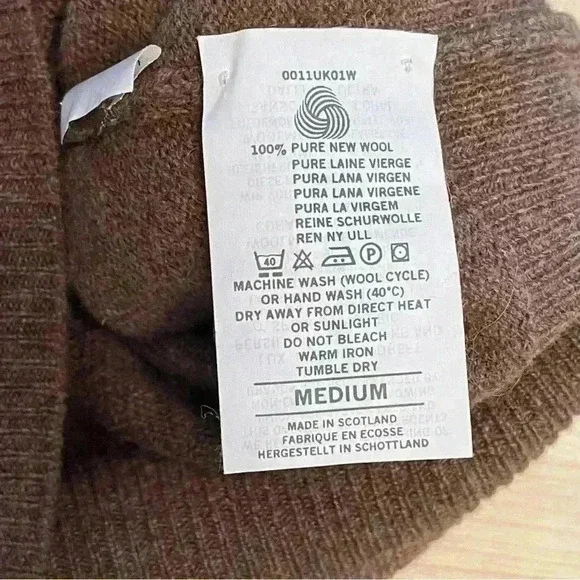 0011UK01W
100% PURE NEW WOOL
PURE LAINE VIERGE
PURA LANA VIRGEN
PURA LANA VIRGENE
PURA LA VIRGEM
REINE SCHURWOLLE
REN NY ULL
40 P
MACHINE WASH (WOOL CYCLE)
OR HAND WASH (40°C)
DRY AWAY FROM DIRECT HEAT
OR SUNLIGHT
DO NOT BLEACH
WARM IRON
TUMBLE DRY
MEDIUM
MADE IN SCOTLAND
FABRIQUE EN ECOSSE
HERGESTELLT IN SCHOTTLAND